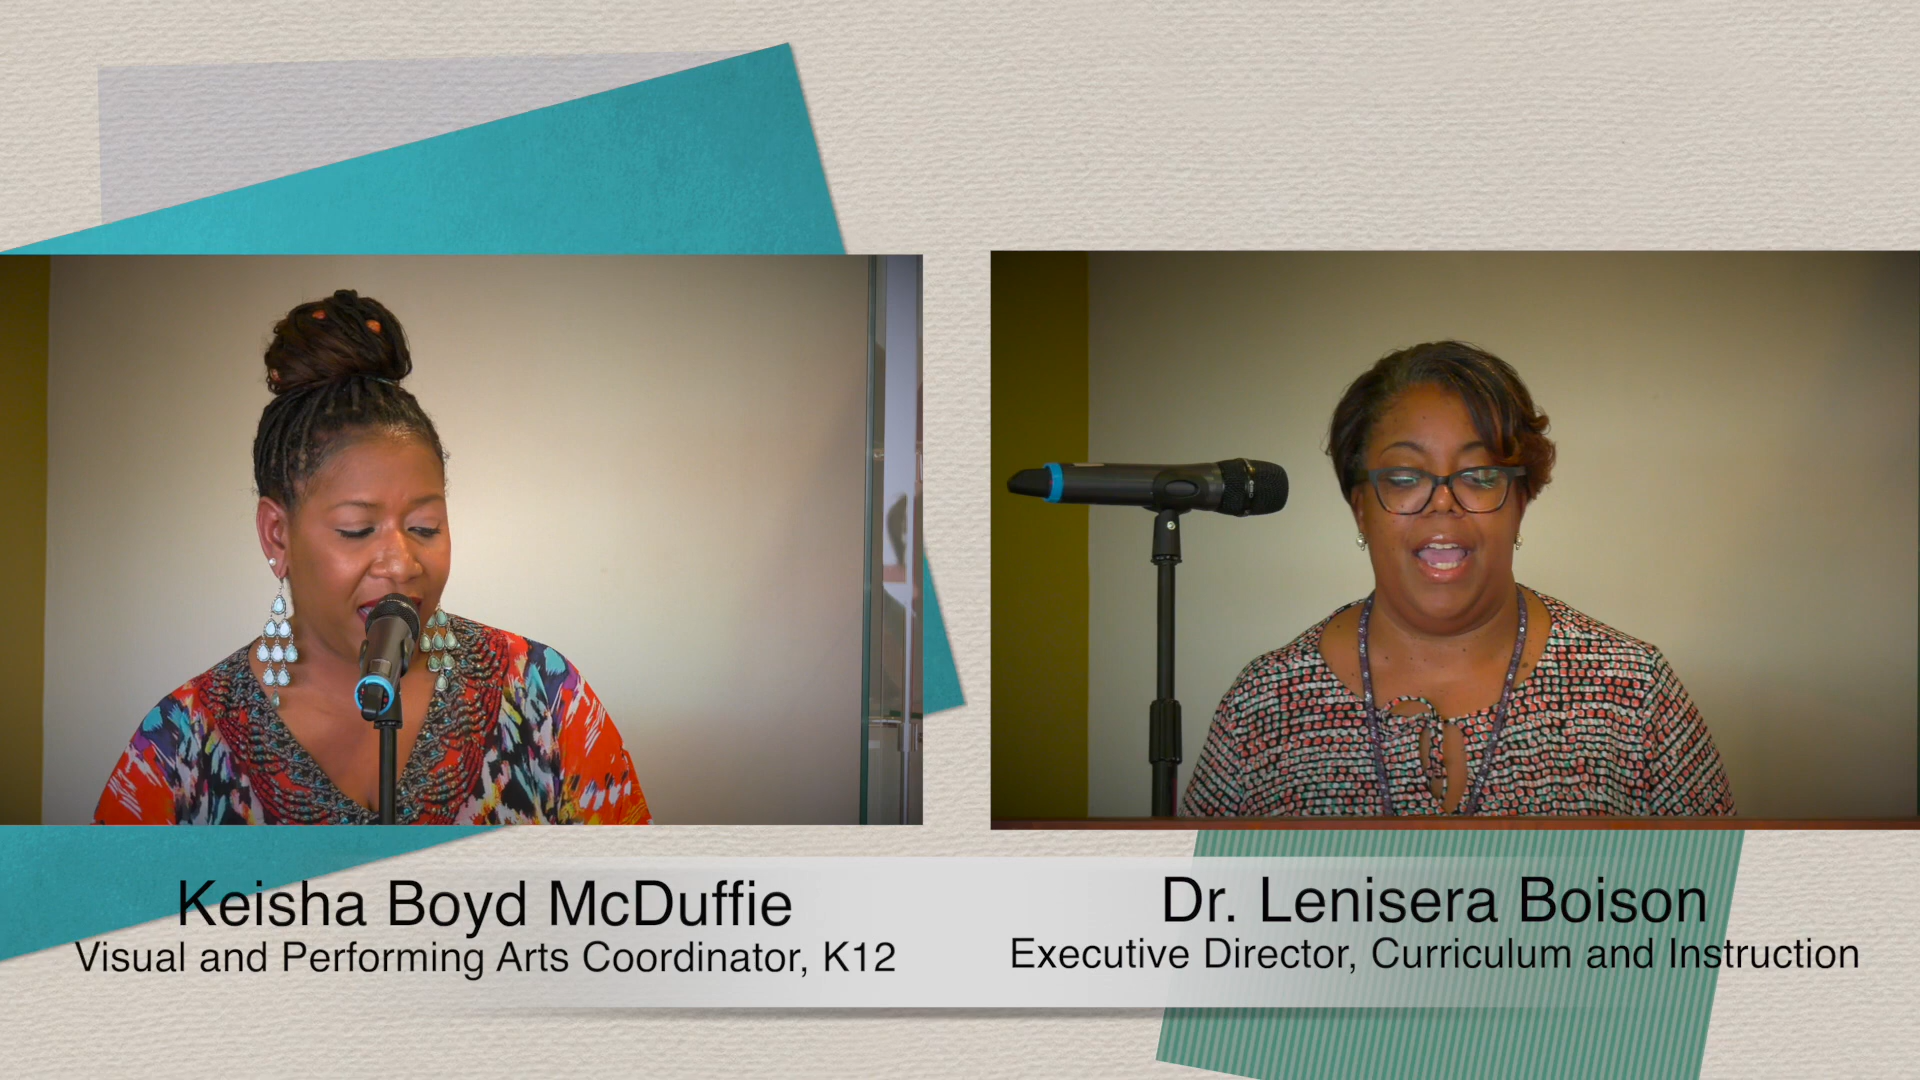 Keisha Boyd McDuffie
Visual and Performing Arts Coordinator, K12
Dr. Lenisera Boison
Executive Director, Curriculum and Instruction